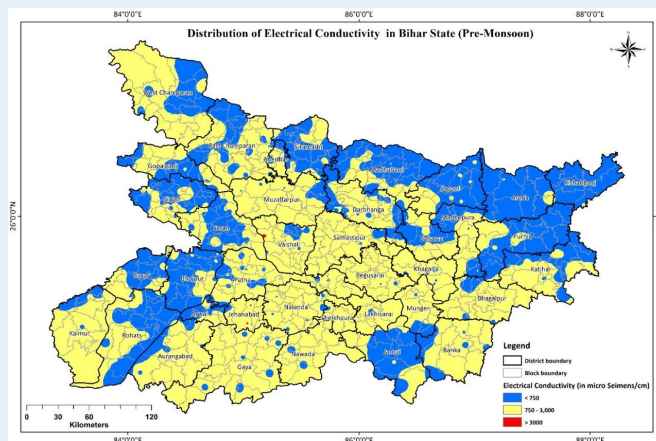 84°0'0"E 86°0'0"E 88°0'0"E
Distribution of Electrical Conductivity in Bihar State (Pre-Monsoon)
N
West Champaran
East Champaran
Sitamarhi
Gopalganj
Madhubani
Supaul
Araria
Kishanganj
Siwan
Muzaffarpur
Darbhanga
Madhepura
26°0'0"N
Saran
Saharsa
Purnia
Vaishali
Samastipur
Buxar
Bhojpur
Patna
Begusarai
Khagaria
Katihar
Bhagalpur
Nalanda
Munger
Jehanabad
Lakhisarai
Kaimur
Rohats
Nawada
Jamui
Banka
Aurangabad
Gaya
Legend
District boundary
Block boundary
Electrical Conductivity (in micro Seimens/cm)
< 750
750 - 3,000
> 3000
0 30 60 120
Kilometers
84°0'0"E 86°0'0"E 88°0'0"E